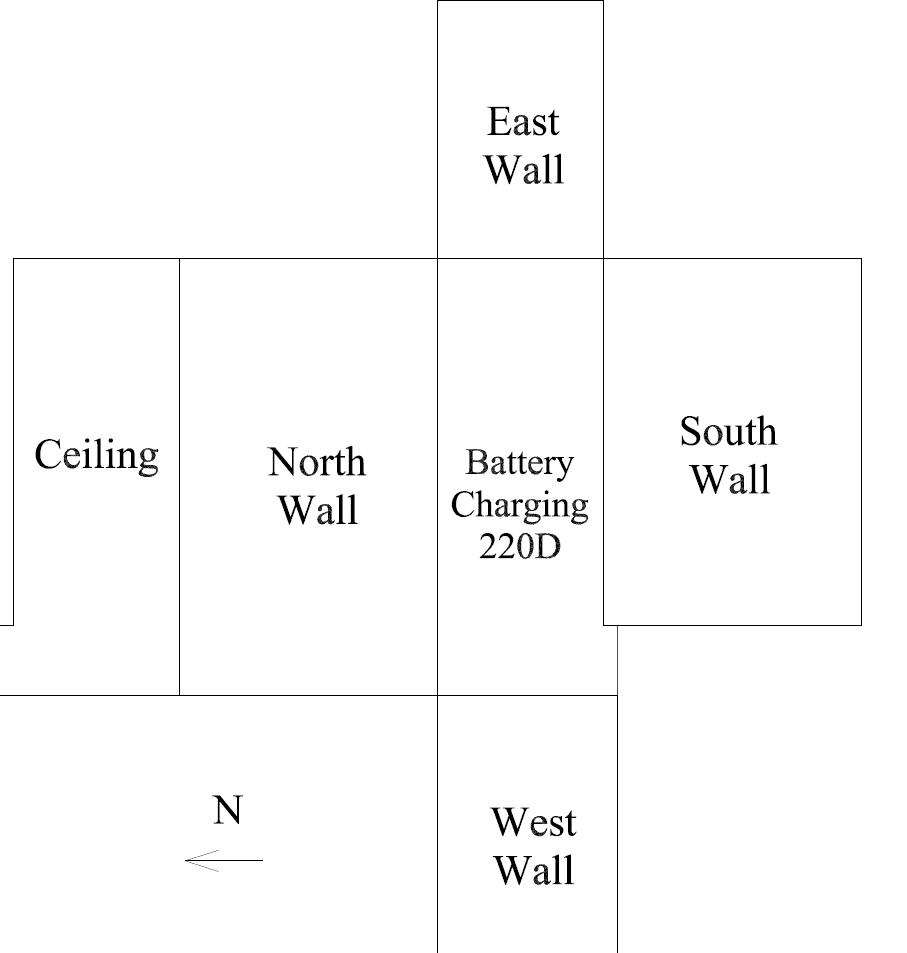 East
Wall
Ceiling
North
Wall
Battery
Charging
220D
South
Wall
N
West
Wall